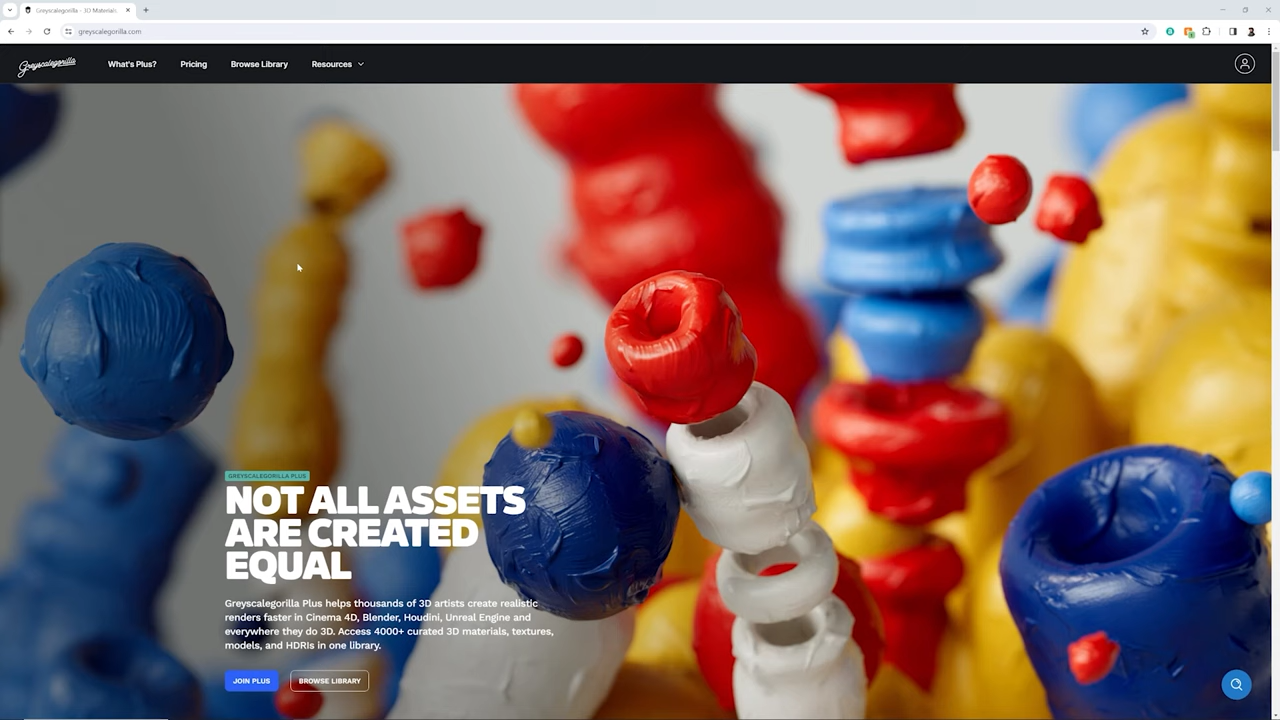 Greyscalegorilla - 3D Materials
greyscalegorilla.com
Greyscalegorilla
What's Plus?
Pricing
Browse Library
Resources
GREYSCALEGORILLA PLUS
NOT ALL ASSETS
ARE CREATED
EQUAL
Greyscalegorilla Plus helps thousands of 3D artists create realistic
renders faster in Cinema 4D, Blender, Houdini, Unreal Engine and
everywhere they do 3D. Access 4000+ curated 3D materials, textures,
models, and HDRIs in one library.
JOIN PLUS
BROWSE LIBRARY